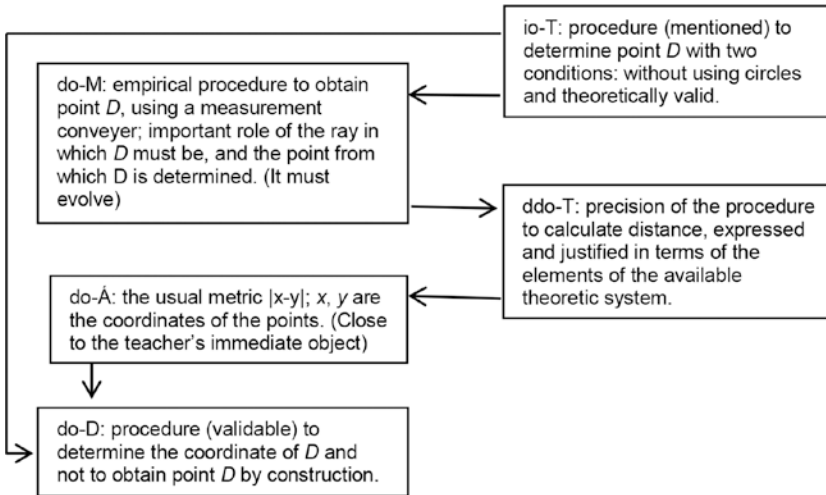 io-T: procedure (mentioned) to
determine point D with two
conditions: without using circles
and theoretically valid.
do-M: empirical procedure to obtain
point D, using a measurement
conveyer; important role of the ray in
which D must be, and the point from
which D is determined. (It must
evolve)
ddo-T: precision of the procedure
to calculate distance, expressed
and justified in terms of the
elements of the available
theoretic system.
do-Á: the usual metric |x-y|; x, y are
the coordinates of the points. (Close
to the teacher's immediate object)
do-D: procedure (validable) to
determine the coordinate of D and
not to obtain point D by construction.